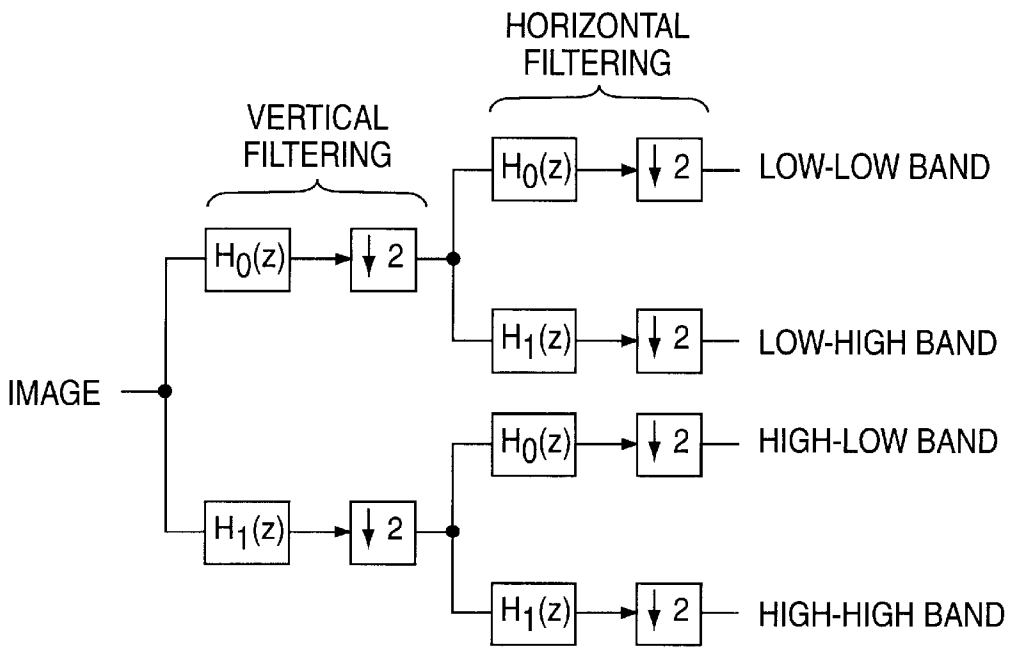 HORIZONTAL
FILTERING
VERTICAL
FILTERING
H0(z)
↓ 2
LOW-LOW BAND
H0(z)
↓ 2
H1(z)
↓ 2
LOW-HIGH BAND
IMAGE
H0(z)
↓ 2
HIGH-LOW BAND
H1(z)
↓ 2
H1(z)
↓ 2
HIGH-HIGH BAND